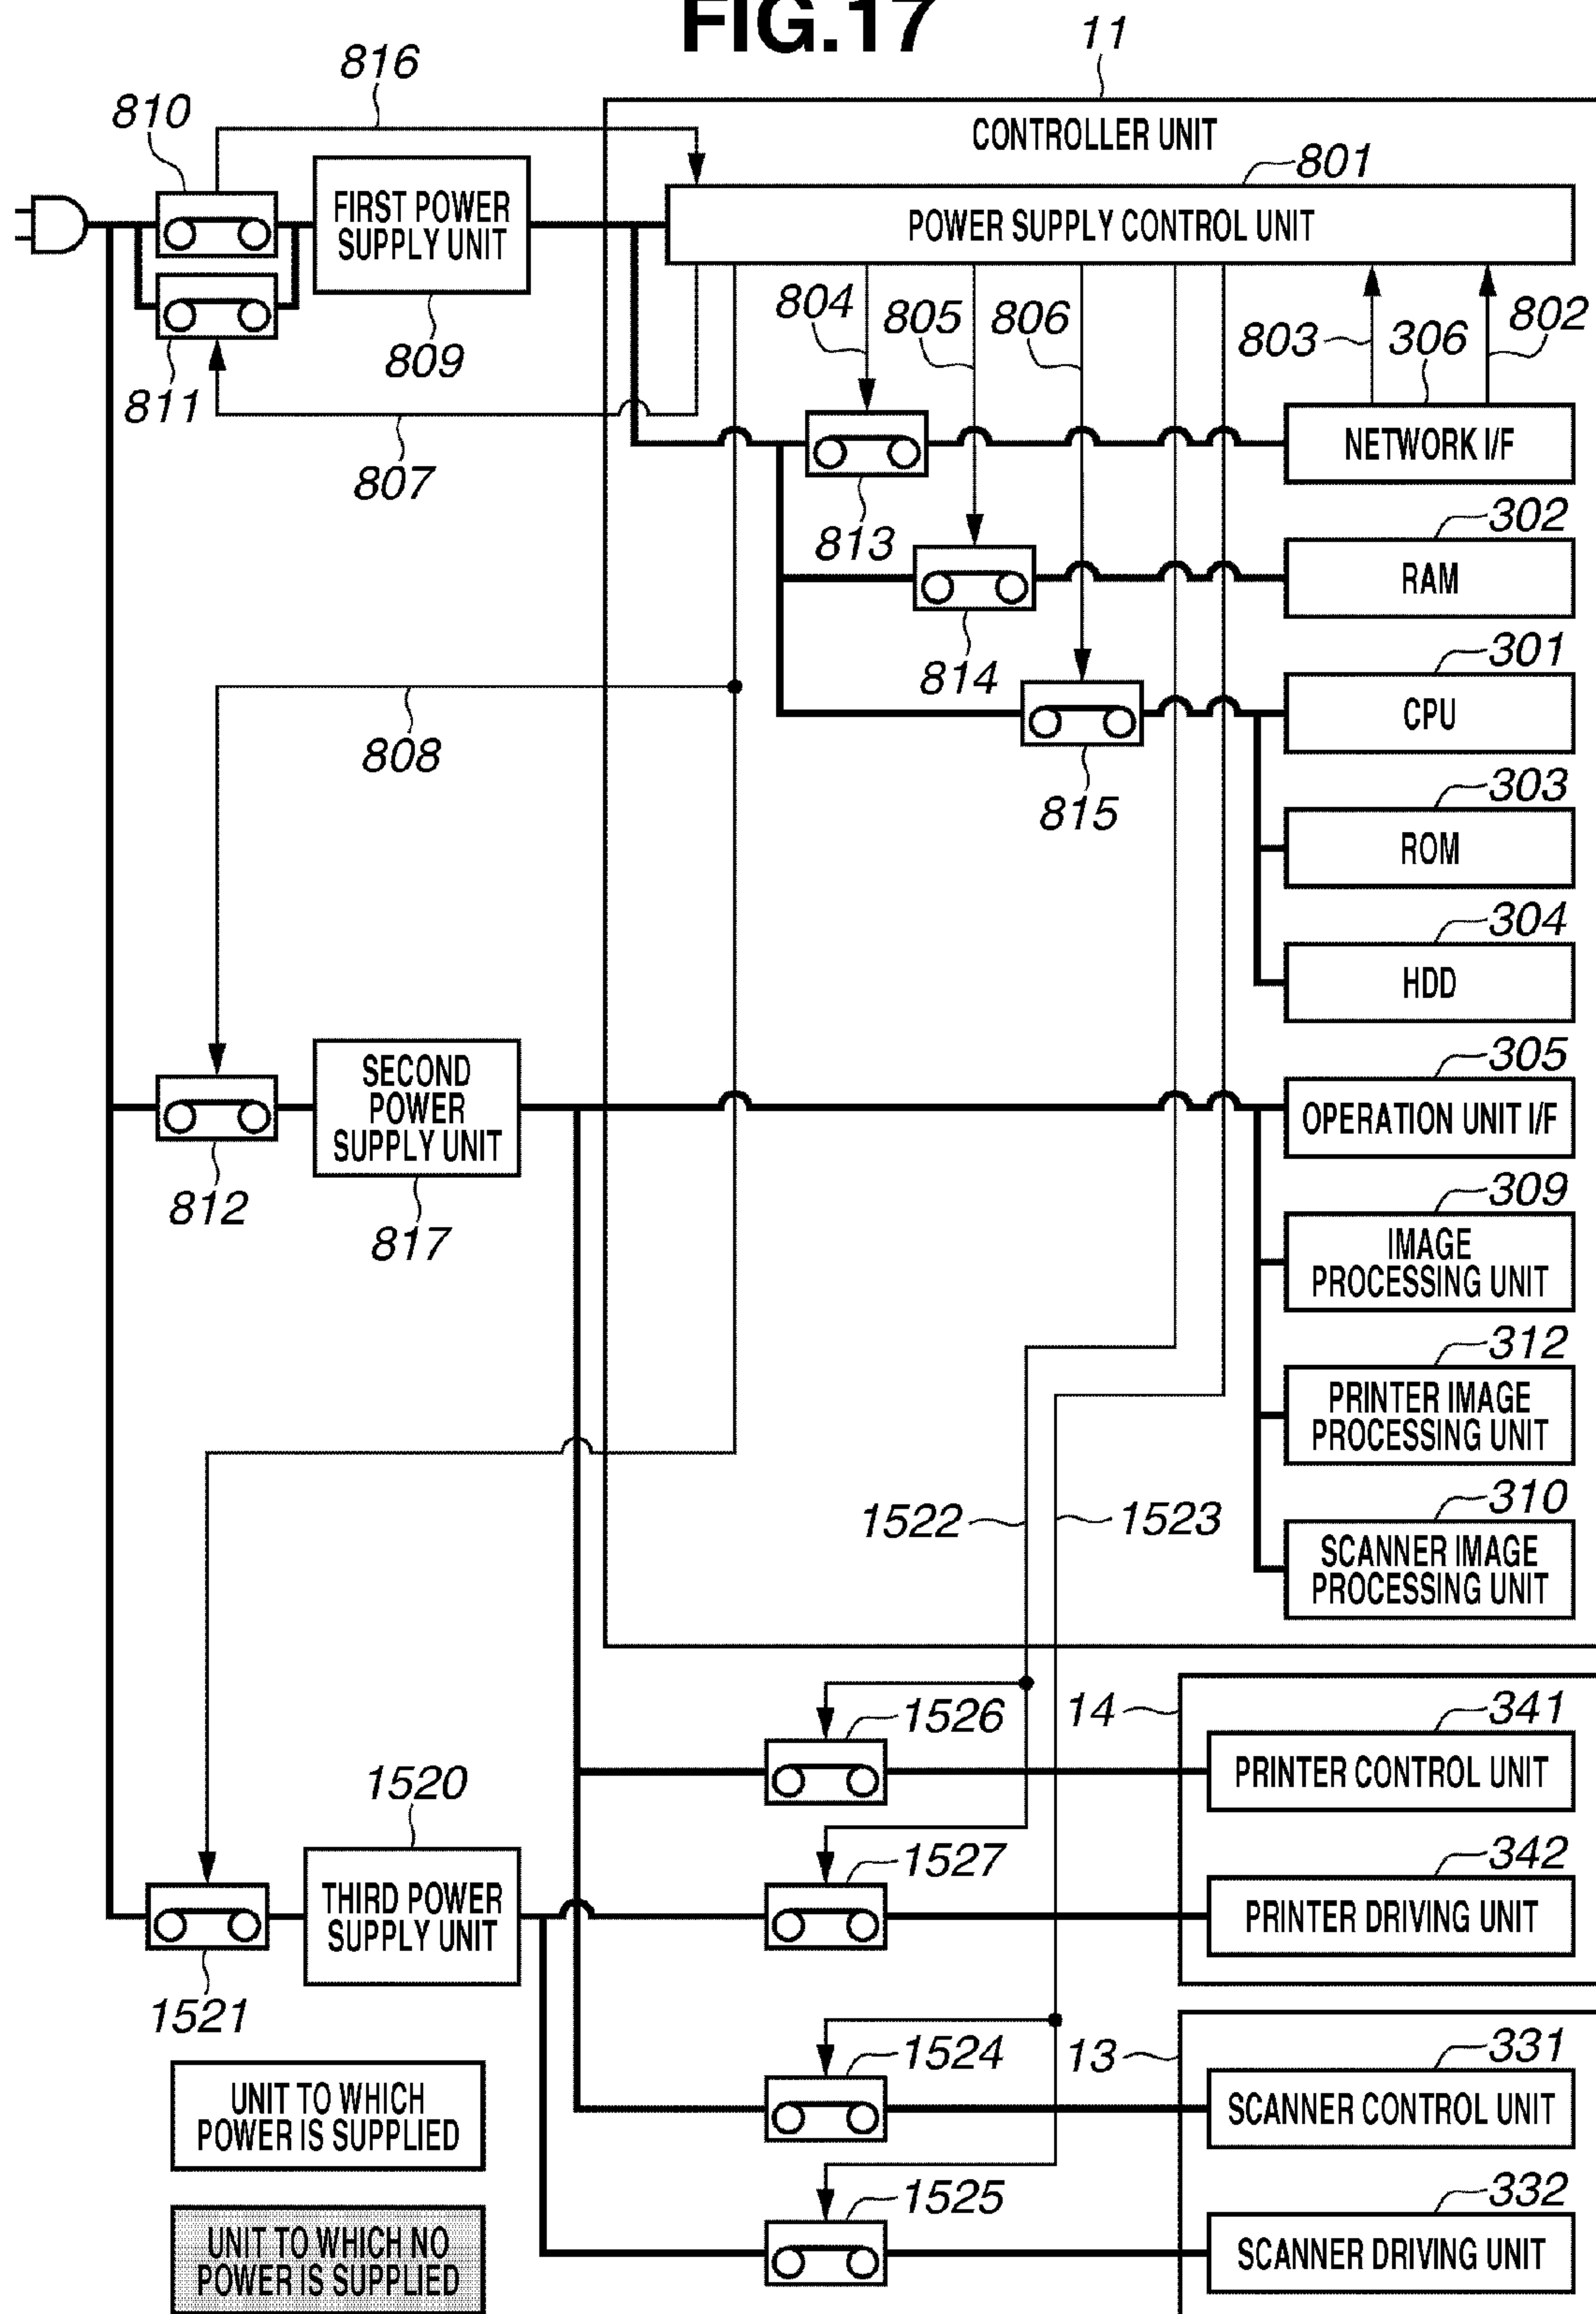 FIG.17
11
816
810
CONTROLLER UNIT
801
FIRST POWER
SUPPLY UNIT
POWER SUPPLY CONTROL UNIT
804
805
806
803
306
802
809
811
807
NETWORK I/F
813
302
RAM
814
301
CPU
808
815
303
ROM
304
HDD
305
SECOND
POWER
SUPPLY UNIT
OPERATION UNIT I/F
812
817
309
IMAGE
PROCESSING UNIT
312
PRINTER IMAGE
PROCESSING UNIT
1522
1523
310
SCANNER IMAGE
PROCESSING UNIT
1526
14
341
PRINTER CONTROL UNIT
1520
1527
342
THIRD POWER
SUPPLY UNIT
PRINTER DRIVING UNIT
1521
1524
13
331
SCANNER CONTROL UNIT
UNIT TO WHICH
POWER IS SUPPLIED
1525
332
SCANNER DRIVING UNIT
UNIT TO WHICH NO
POWER IS SUPPLIED